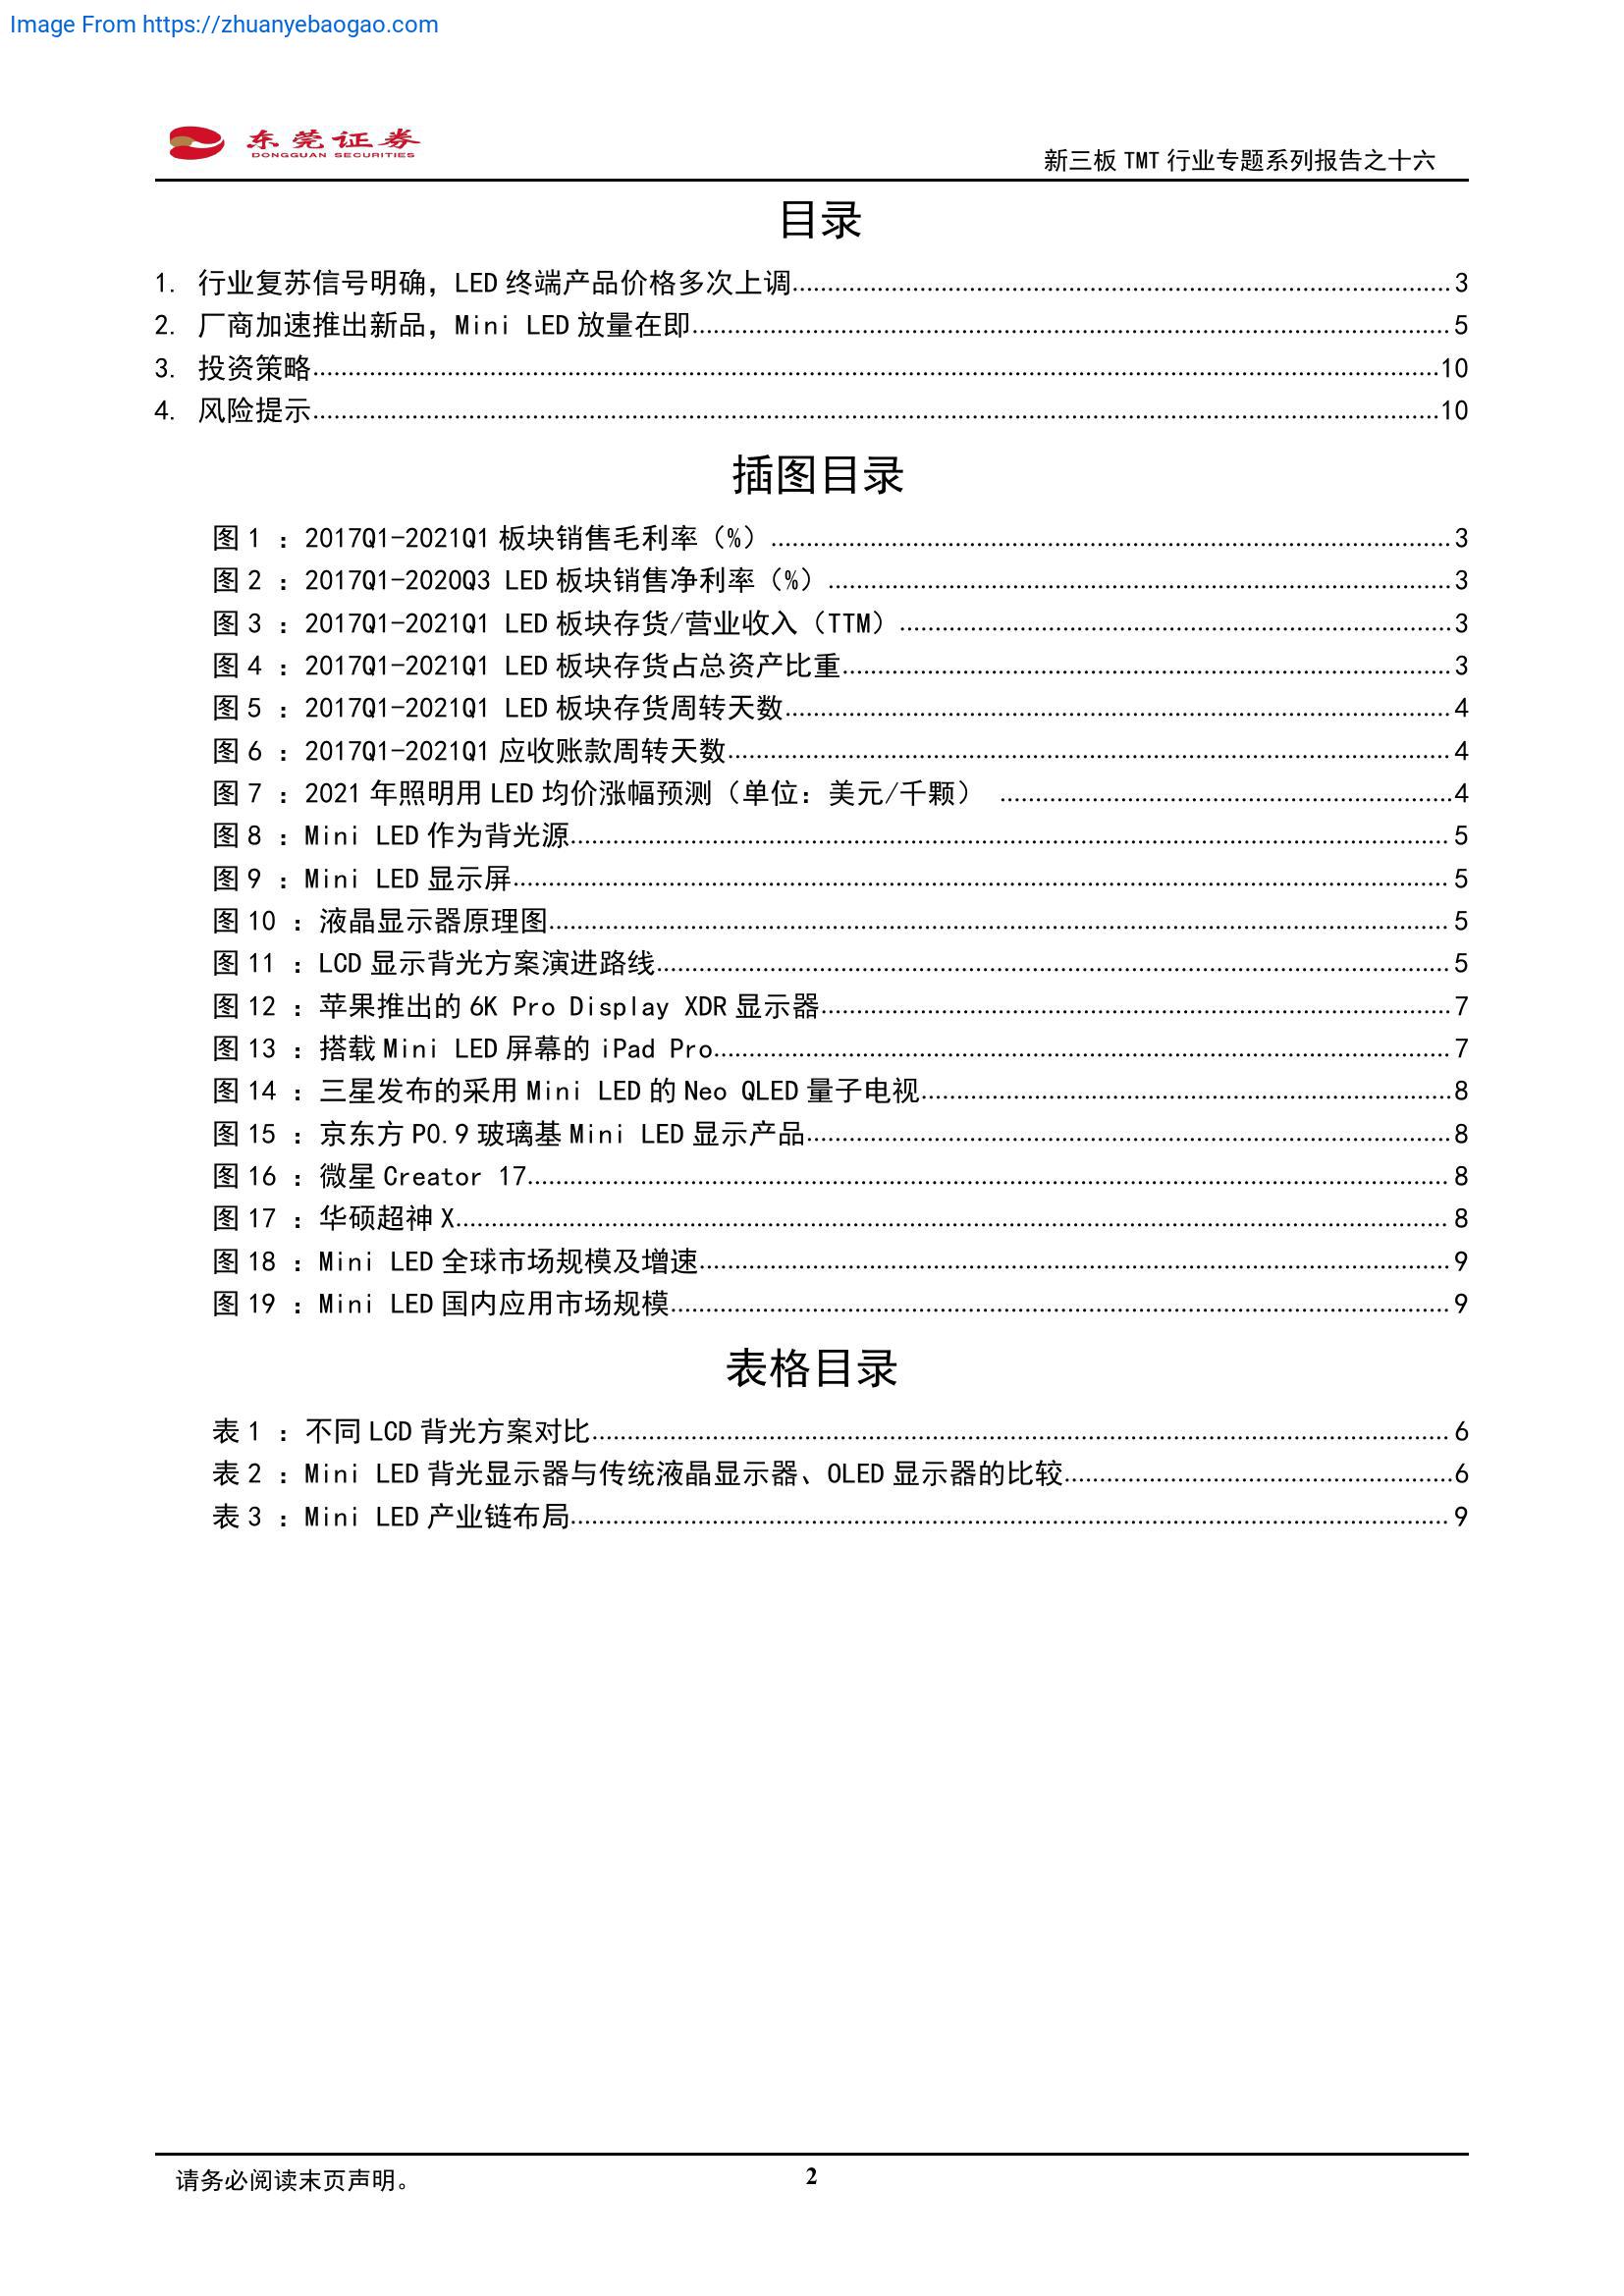 Image From https://zhuanyebaogao.com
东莞证券
DONGGUAN SECURITIES
新三板 TMT 行业专题系列报告之十六
目录
1. 行业复苏信号明确，LED 终端产品价格多次上调 3
2. 厂商加速推出新品，Mini LED 放量在即 5
3. 投资策略 10
4. 风险提示 10
插图目录
图 1 ：2017Q1-2021Q1 板块销售毛利率（%） 3
图 2 ：2017Q1-2020Q3 LED 板块销售净利率（%） 3
图 3 ：2017Q1-2021Q1 LED 板块存货/营业收入（TTM） 3
图 4 ：2017Q1-2021Q1 LED 板块存货占总资产比重 3
图 5 ：2017Q1-2021Q1 LED 板块存货周转天数 4
图 6 ：2017Q1-2021Q1 应收账款周转天数 4
图 7 ：2021 年照明用 LED 均价涨幅预测（单位：美元/千颗） 4
图 8 ：Mini LED 作为背光源 5
图 9 ：Mini LED 显示屏 5
图 10 ：液晶显示器原理图 5
图 11 ：LCD 显示背光方案演进路线 5
图 12 ：苹果推出的 6K Pro Display XDR 显示器 7
图 13 ：搭载 Mini LED 屏幕的 iPad Pro 7
图 14 ：三星发布的采用 Mini LED 的 Neo QLED 量子电视 8
图 15 ：京东方 P0.9 玻璃基 Mini LED 显示产品 8
图 16 ：微星 Creator 17 8
图 17 ：华硕超神 X 8
图 18 ：Mini LED 全球市场规模及增速 9
图 19 ：Mini LED 国内应用市场规模 9
表格目录
表 1 ：不同 LCD 背光方案对比 6
表 2 ：Mini LED 背光显示器与传统液晶显示器、OLED 显示器的比较 6
表 3 ：Mini LED 产业链布局 9
请务必阅读末页声明。
2